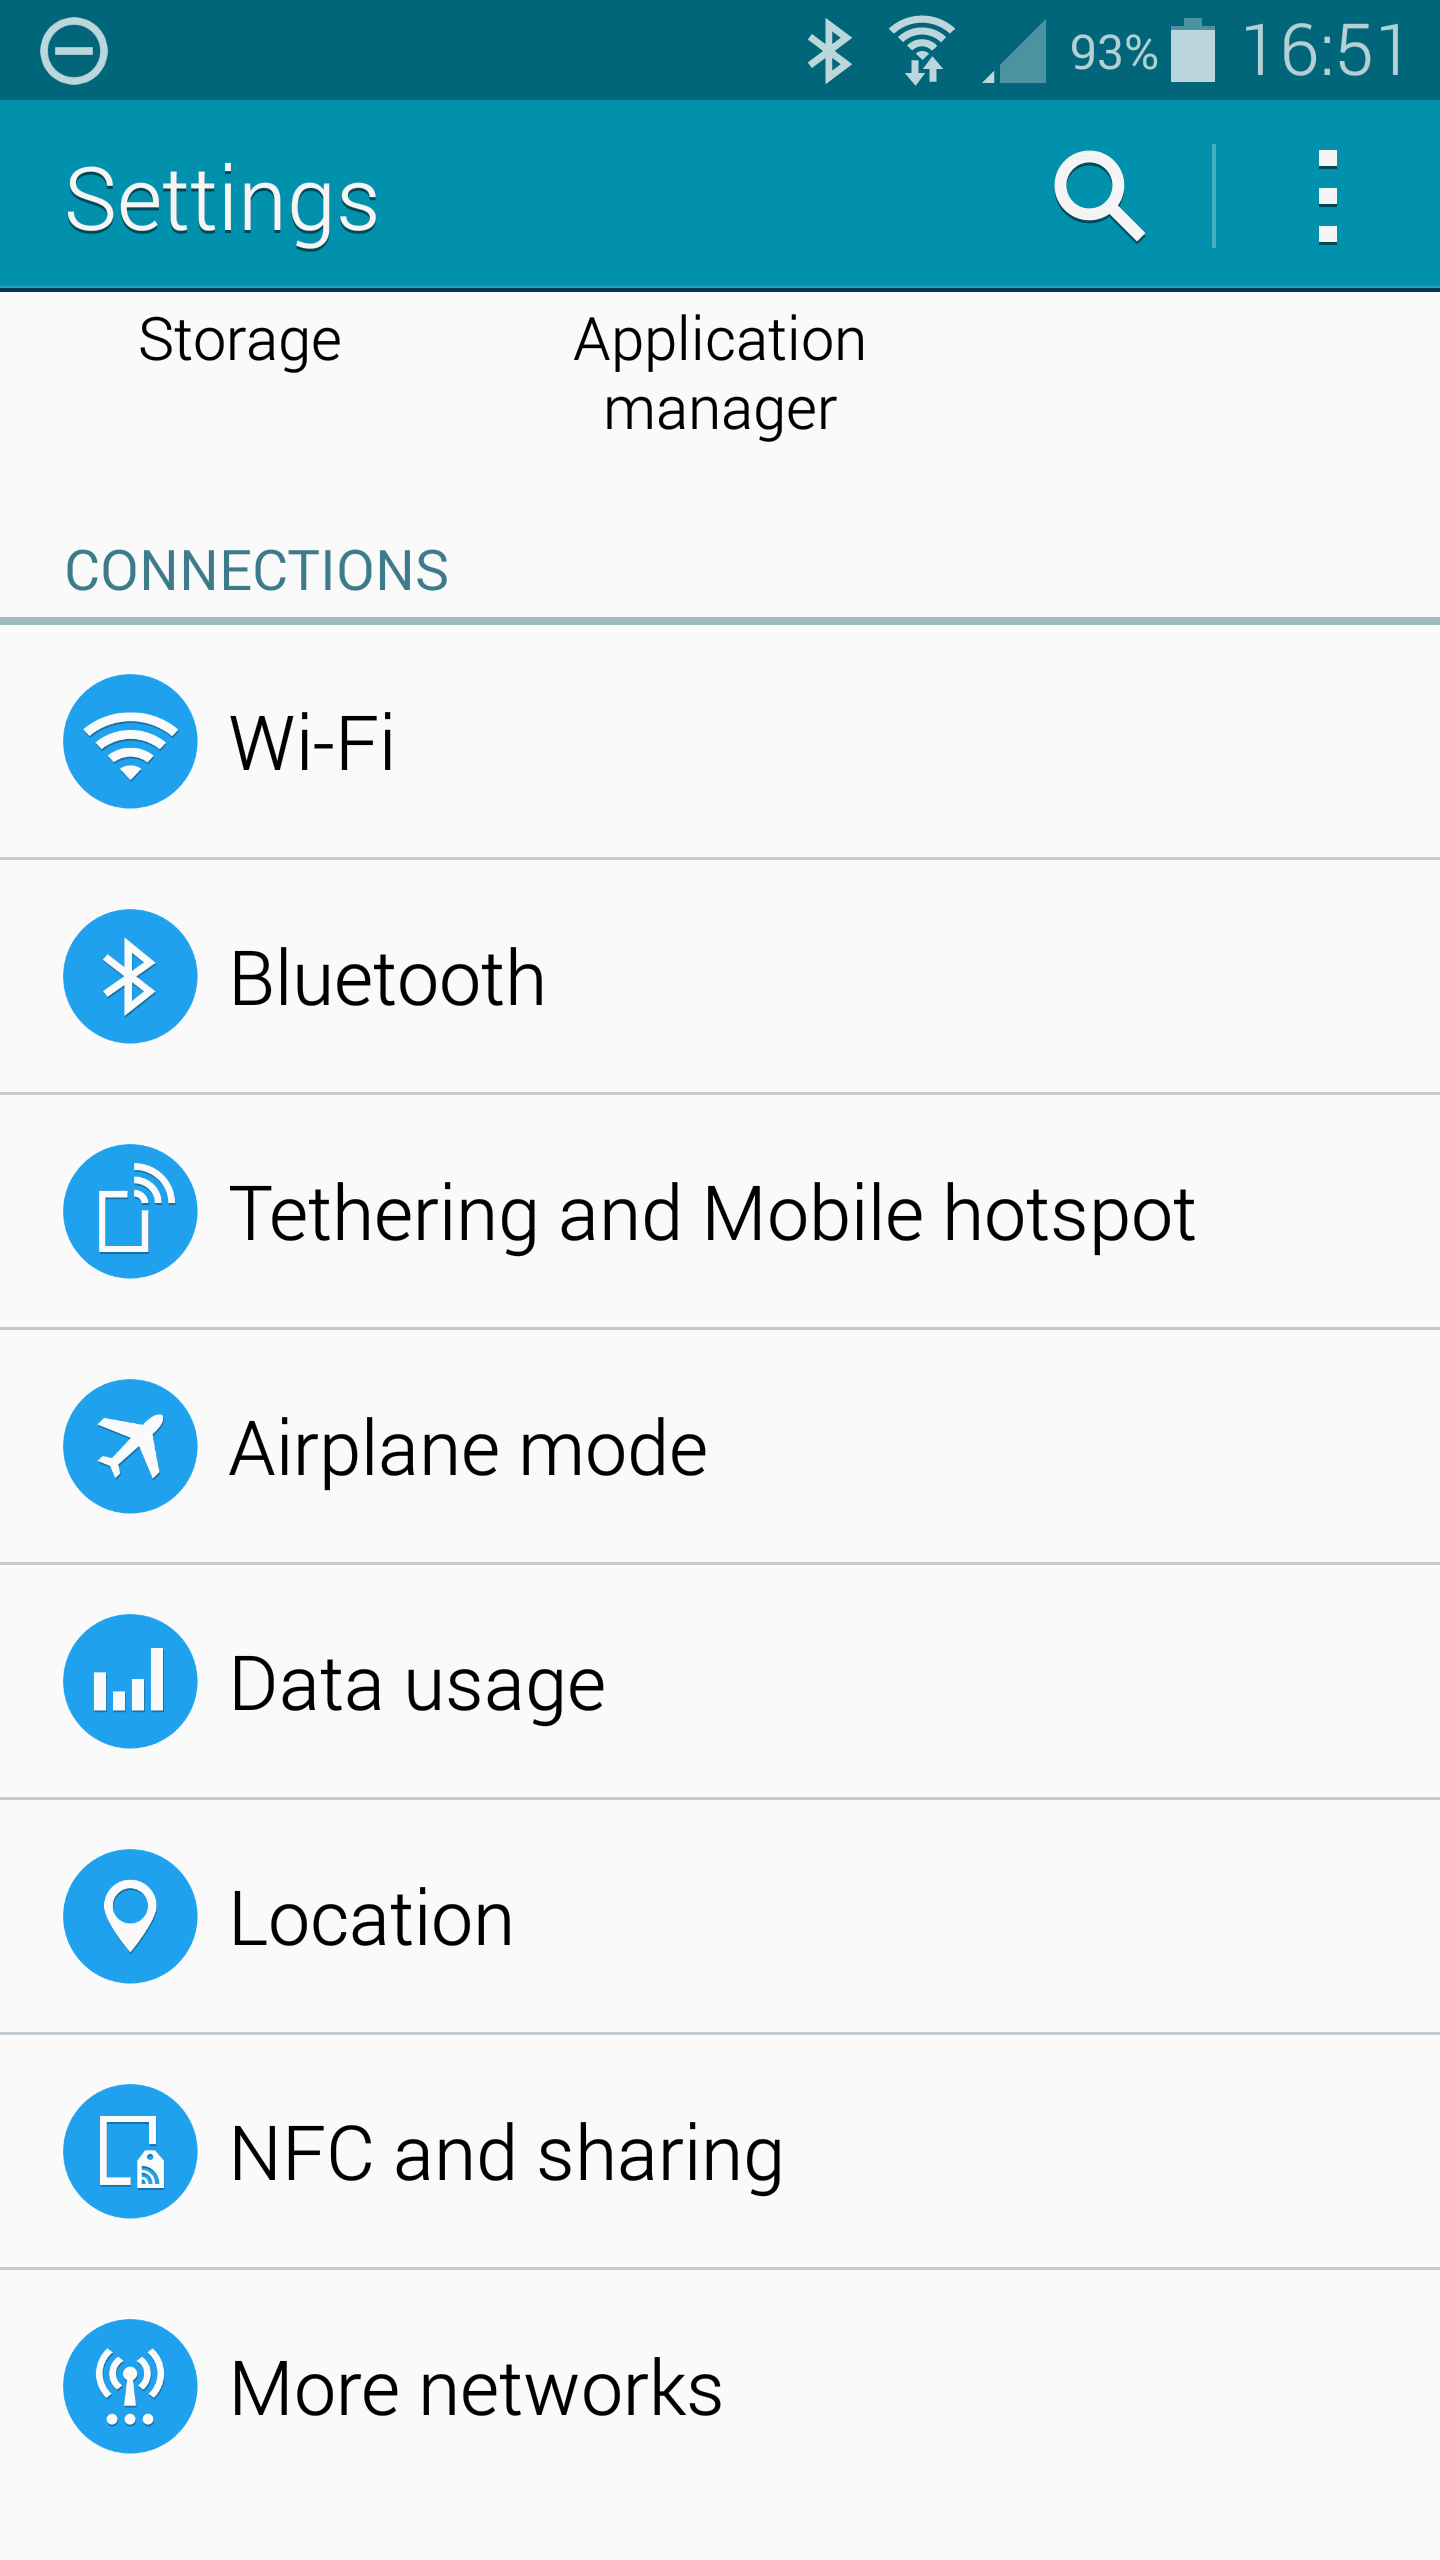 93% 16:51
Settings
Storage
Application
manager
CONNECTIONS
Wi-Fi
Bluetooth
Tethering and Mobile hotspot
Airplane mode
Data usage
Location
NFC and sharing
More networks